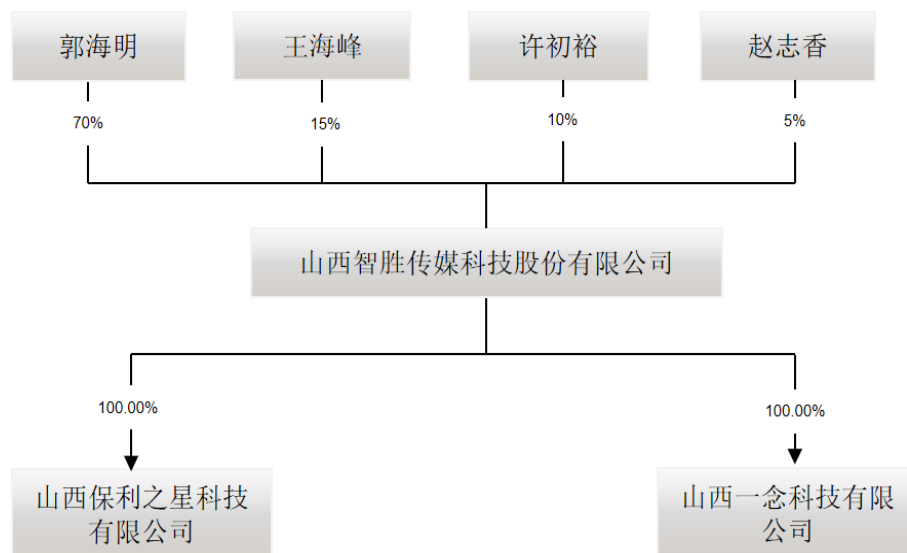 郭海明
王海峰
许初裕
赵志香
70%
15%
10%
5%
山西智胜传媒科技股份有限公司
100.00%
100.00%
山西保利之星科技
有限公司
山西一念科技有限
公司